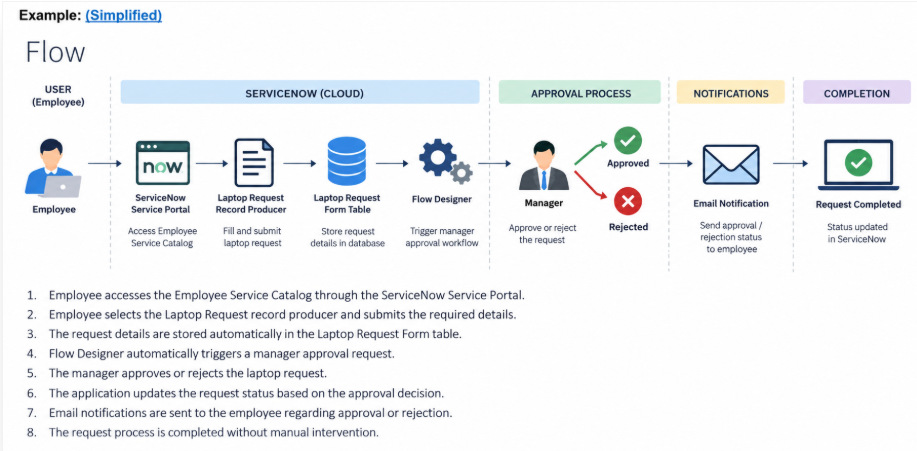 Example: (Simplified)
Flow
USER
(Employee)
SERVICENOW (CLOUD)
APPROVAL PROCESS
NOTIFICATIONS
COMPLETION
now
Approved
Rejected
Employee
ServiceNow
Service Portal
Access Employee
Service Catalog
Laptop Request
Record Producer
Fill and submit
laptop request
Laptop Request
Form Table
Store request
details in database
Flow Designer
Trigger manager
approval workflow
Manager
Approve or reject
the request
Email Notification
Send approval /
rejection status
to employee
Request Completed
Status updated
in ServiceNow
1. Employee accesses the Employee Service Catalog through the ServiceNow Service Portal.
2. Employee selects the Laptop Request record producer and submits the required details.
3. The request details are stored automatically in the Laptop Request Form table.
4. Flow Designer automatically triggers a manager approval request.
5. The manager approves or rejects the laptop request.
6. The application updates the request status based on the approval decision.
7. Email notifications are sent to the employee regarding approval or rejection.
8. The request process is completed without manual intervention.